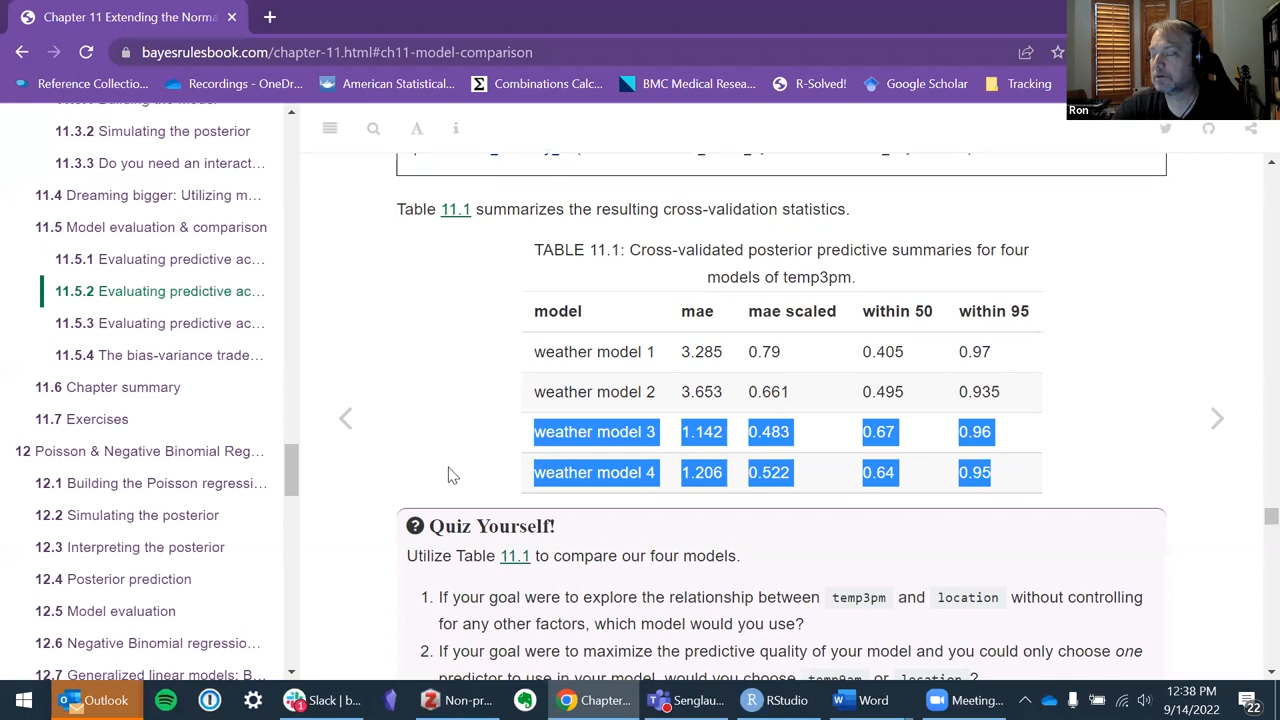 Chapter 11 Extending the Norma
bayesrulesbook.com/chapter-11.html#ch11-model-comparison
Reference Collectio...
Recordings - OneDr...
American Statistical...
Combination Chemic...
R-Solve
Google Scholar
Tracking
Ron
11.3.2 Simulating the posterior
11.3.3 Do you need an interact...
11.4 Dreaming bigger: Utilizing m...
11.5 Model evaluation & comparison
11.5.1 Evaluating predictive ac...
11.5.2 Evaluating predictive ac...
11.5.3 Evaluating predictive ac...
11.5.4 The bias-variance trade...
11.6 Chapter summary
11.7 Exercises
12 Poisson & Negative Binomial Reg...
12.1 Building the Poisson regressi...
12.2 Simulating the posterior
12.3 Interpreting the posterior
12.4 Posterior prediction
12.5 Model evaluation
12.6 Negative Binomial regressio...
12.7 Generalized linear models: B...
Table 11.1 summarizes the resulting cross-validation statistics.
TABLE 11.1: Cross-validated posterior predictive summaries for four
models of temp3pm.
model mae mae scaled within 50 within 95
weather model 1 3.285 0.79 0.405 0.97
weather model 2 3.653 0.661 0.495 0.935
weather model 3 1.142 0.483 0.67 0.96
weather model 4 1.206 0.522 0.64 0.95
Quiz Yourself!
Utilize Table 11.1 to compare our four models.
1. If your goal were to explore the relationship between temp3pm and location without controlling
for any other factors, which model would you use?
2. If your goal were to maximize the predictive quality of your model and you could only choose one
Outlook
Slack | b...
Non-pr...
Chapter...
Senglau...
RStudio
Word
Meeting...
12:38 PM
9/14/2022
22